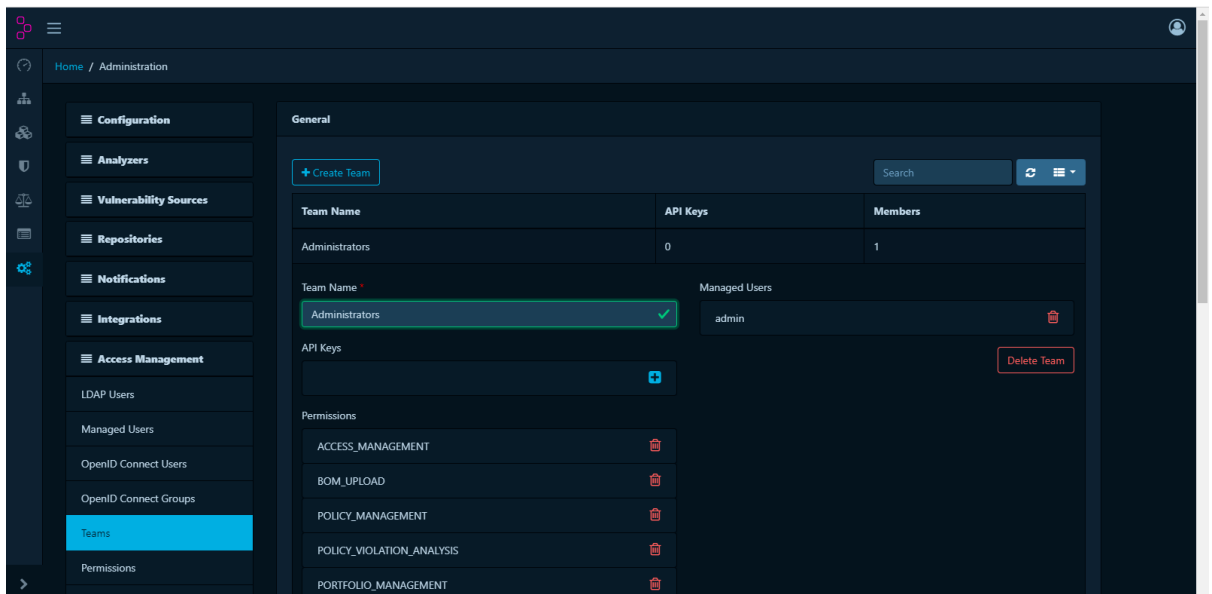 Home / Administration
Configuration
Analyzers
Vulnerability Sources
Repositories
Notifications
Integrations
Access Management
LDAP Users
Managed Users
OpenID Connect Users
OpenID Connect Groups
Teams
Permissions
General
Create Team
Search
Team Name API Keys Members
Administrators 0 1
Team Name *
Administrators
API Keys
Permissions
ACCESS_MANAGEMENT
BOM_UPLOAD
POLICY_MANAGEMENT
POLICY_VIOLATION_ANALYSIS
PORTFOLIO_MANAGEMENT
Managed Users
admin
Delete Team